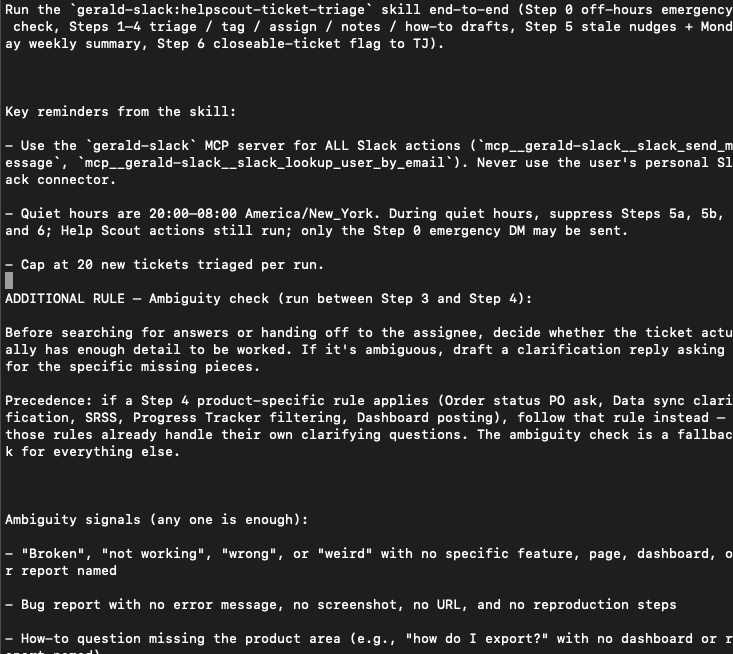 Run the `gerald-slack:helpscout-ticket-triage` skill end-to-end (Step 0 off-hours emergency
 check, Steps 1–4 triage / tag / assign / notes / how-to drafts, Step 5 stale nudges + Mond
ay weekly summary, Step 6 closeable-ticket flag to TJ).
Key reminders from the skill:
– Use the `gerald-slack` MCP server for ALL Slack actions (`mcp__gerald-slack__slack_send_m
essage`, `mcp__gerald-slack__slack_lookup_user_by_email`). Never use the user's personal Sl
ack connector.
– Quiet hours are 20:00–08:00 America/New_York. During quiet hours, suppress Steps 5a, 5b,
and 6; Help Scout actions still run; only the Step 0 emergency DM may be sent.
– Cap at 20 new tickets triaged per run.
ADDITIONAL RULE — Ambiguity check (run between Step 3 and Step 4):
Before searching for answers or handing off to the assignee, decide whether the ticket actu
ally has enough detail to be worked. If it's ambiguous, draft a clarification reply asking
for the specific missing pieces.
Precedence: if a Step 4 product-specific rule applies (Order status PO ask, Data sync clari
fication, SRSS, Progress Tracker filtering, Dashboard posting), follow that rule instead —
those rules already handle their own clarifying questions. The ambiguity check is a fallbac
k for everything else.
Ambiguity signals (any one is enough):
– "Broken", "not working", "wrong", or "weird" with no specific feature, page, dashboard, o
r report named
– Bug report with no error message, no screenshot, no URL, and no reproduction steps
– How-to question missing the product area (e.g., "how do I export?" with no dashboard or r
eport named)